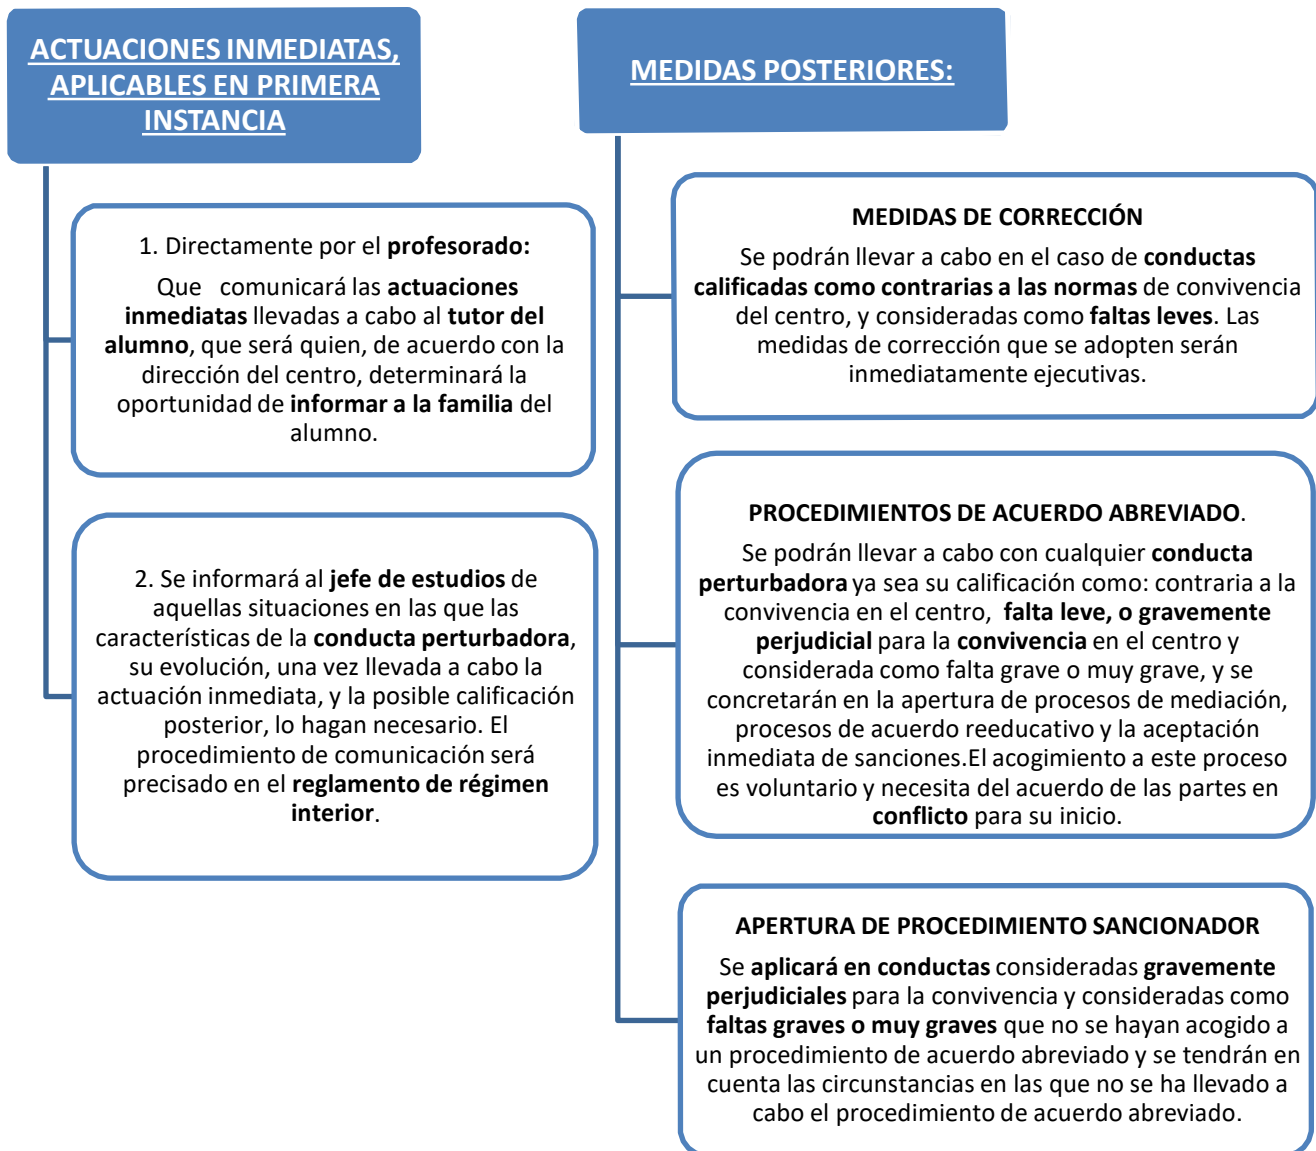 ACTUACIONES INMEDIATAS,
APLICABLES EN PRIMERA
INSTANCIA
1. Directamente por el profesorado:
Que comunicará las actuaciones
inmediatas llevadas a cabo al tutor del
alumno, que será quien, de acuerdo con la
dirección del centro, determinará la
oportunidad de informar a la familia del
alumno.
2. Se informará al jefe de estudios de
aquellas situaciones en las que las
características de la conducta perturbadora,
su evolución, una vez llevada a cabo la
actuación inmediata, y la posible calificación
posterior, lo hagan necesario. El
procedimiento de comunicación será
precisado en el reglamento de régimen
interior.
MEDIDAS POSTERIORES:
MEDIDAS DE CORRECCIÓN
Se podrán llevar a cabo en el caso de conductas
calificadas como contrarias a las normas de convivencia
del centro, y consideradas como faltas leves. Las
medidas de corrección que se adopten serán
inmediatamente ejecutivas.
PROCEDIMIENTOS DE ACUERDO ABREVIADO.
Se podrán llevar a cabo con cualquier conducta
perturbadora ya sea su calificación como: contraria a la
convivencia en el centro, falta leve, o gravemente
perjudicial para la convivencia en el centro y
considerada como falta grave o muy grave, y se
concretarán en la apertura de procesos de mediación,
procesos de acuerdo reeducativo y la aceptación
inmediata de sanciones.El acogimiento a este proceso
es voluntario y necesita del acuerdo de las partes en
conflicto para su inicio.
APERTURA DE PROCEDIMIENTO SANCIONADOR
Se aplicará en conductas consideradas gravemente
perjudiciales para la convivencia y consideradas como
faltas graves o muy graves que no se hayan acogido a
un procedimiento de acuerdo abreviado y se tendrán en
cuenta las circunstancias en las que no se ha llevado a
cabo el procedimiento de acuerdo abreviado.